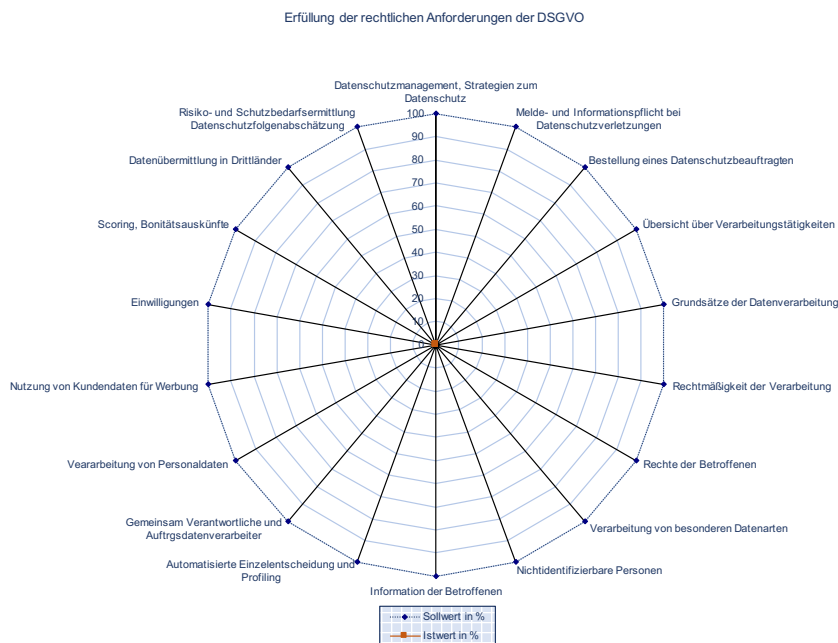 Erfüllung der rechtlichen Anforderungen der DSGVO
Datenschutzmanagement, Strategien zum
Datenschutz
Melde- und Informationspflicht bei
Datenschutzverletzungen
Bestellung eines Datenschutzbeauftragten
Übersicht über Verarbeitungstätigkeiten
Grundsätze der Datenverarbeitung
Rechtmäßigkeit der Verarbeitung
Rechte der Betroffenen
Verarbeitung von besonderen Datenarten
Nichtidentifizierbare Personen
Information der Betroffenen
Automatisierte Einzelentscheidung und
Profiling
Gemeinsam Verantwortliche und
Auftrgsdatenverarbeiter
Veararbeitung von Personaldaten
Nutzung von Kundendaten für Werbung
Einwilligungen
Scoring, Bonitätsauskünfte
Datenübermittlung in Drittländer
Risiko- und Schutzbedarfsermittlung
Datenschutzfolgenabschätzung
100
90
80
70
60
50
40
30
20
10
0
Sollwert in %
Istwert in %